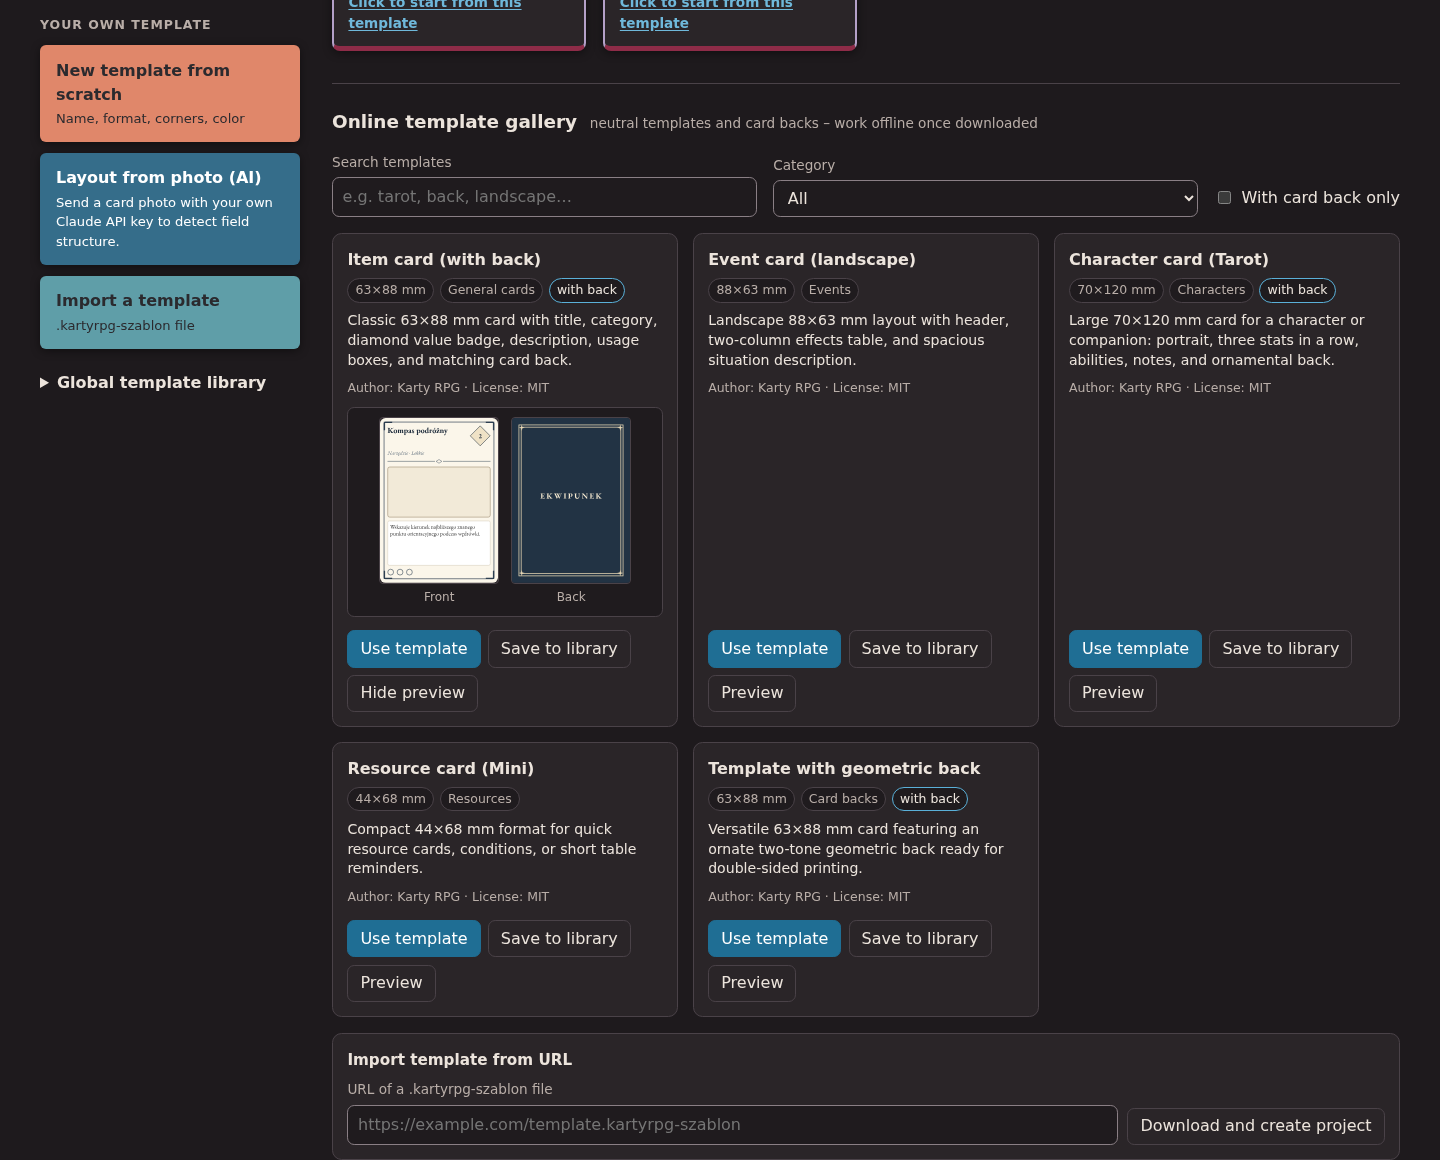 YOUR OWN TEMPLATE
New template from
scratch
Name, format, corners, color
Layout from photo (AI)
Send a card photo with your own
Claude API key to detect field
structure.
Import a template
.kartyrpg-szablon file
Global template library
Click to start from this
template
Click to start from this
template
Online template gallery neutral templates and card backs – work offline once downloaded
Search templates
e.g. tarot, back, landscape…
Category
All
With card back only
Item card (with back)
63×88 mm General cards with back
Classic 63×88 mm card with title, category,
diamond value badge, description, usage
boxes, and matching card back.
Author: Karty RPG · License: MIT
Kompas podróżny
Wskazuje kierunek najbliższego znanego
punktu orientacyjnego podczas wędrówki.
EKWIPUNEK
Front
Back
Use template Save to library
Hide preview
Event card (landscape)
88×63 mm Events
Landscape 88×63 mm layout with header,
two-column effects table, and spacious
situation description.
Author: Karty RPG · License: MIT
Use template Save to library
Preview
Character card (Tarot)
70×120 mm Characters with back
Large 70×120 mm card for a character or
companion: portrait, three stats in a row,
abilities, notes, and ornamental back.
Author: Karty RPG · License: MIT
Use template Save to library
Preview
Resource card (Mini)
44×68 mm Resources
Compact 44×68 mm format for quick
resource cards, conditions, or short table
reminders.
Author: Karty RPG · License: MIT
Use template Save to library
Preview
Template with geometric back
63×88 mm Card backs with back
Versatile 63×88 mm card featuring an
ornate two-tone geometric back ready for
double-sided printing.
Author: Karty RPG · License: MIT
Use template Save to library
Preview
Import template from URL
URL of a .kartyrpg-szablon file
https://example.com/template.kartyrpg-szablon
Download and create project